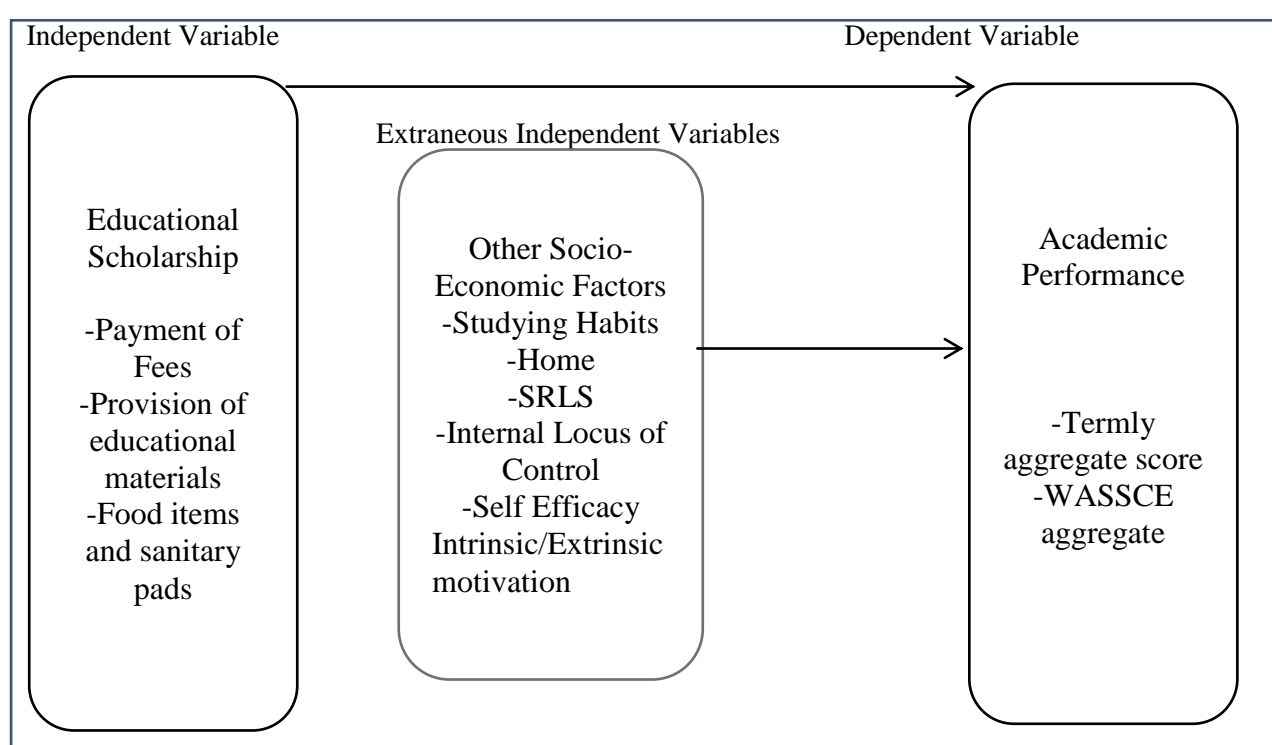 Independent Variable
Dependent Variable
Extraneous Independent Variables
Educational
Scholarship
-Payment of
Fees
-Provision of
educational
materials
-Food items
and sanitary
pads
Other Socio-
Economic Factors
-Studying Habits
-Home
-SRLS
-Internal Locus of
Control
-Self Efficacy
Intrinsic/Extrinsic
motivation
Academic
Performance
-Termly
aggregate score
-WASSCE
aggregate